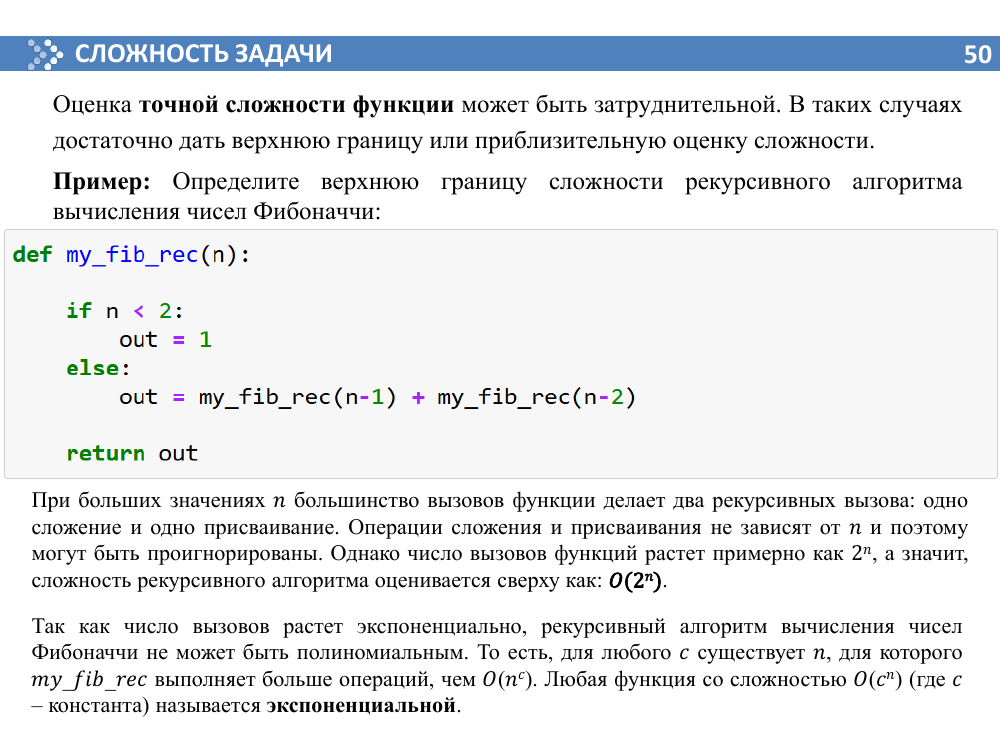 СЛОЖНОСТЬ ЗАДАЧИ 50
Оценка точной сложности функции может быть затруднительной. В таких случаях
достаточно дать верхнюю границу или приблизительную оценку сложности.
Пример: Определите верхнюю границу сложности рекурсивного алгоритма
вычисления чисел Фибоначчи:
def my_fib_rec(n):
    if n < 2:
        out = 1
    else:
        out = my_fib_rec(n-1) + my_fib_rec(n-2)
    return out
При больших значениях n большинство вызовов функции делает два рекурсивных вызова: одно
сложение и одно присваивание. Операции сложения и присваивания не зависят от n и поэтому
могут быть проигнорированы. Однако число вызовов функций растет примерно как 2ⁿ, а значит,
сложность рекурсивного алгоритма оценивается сверху как: O(2ⁿ).
Так как число вызовов растет экспоненциально, рекурсивный алгоритм вычисления чисел
Фибоначчи не может быть полиномиальным. То есть, для любого c существует n, для которого
my_fib_rec выполняет больше операций, чем O(nᶜ). Любая функция со сложностью O(cⁿ) (где c
– константа) называется экспоненциальной.